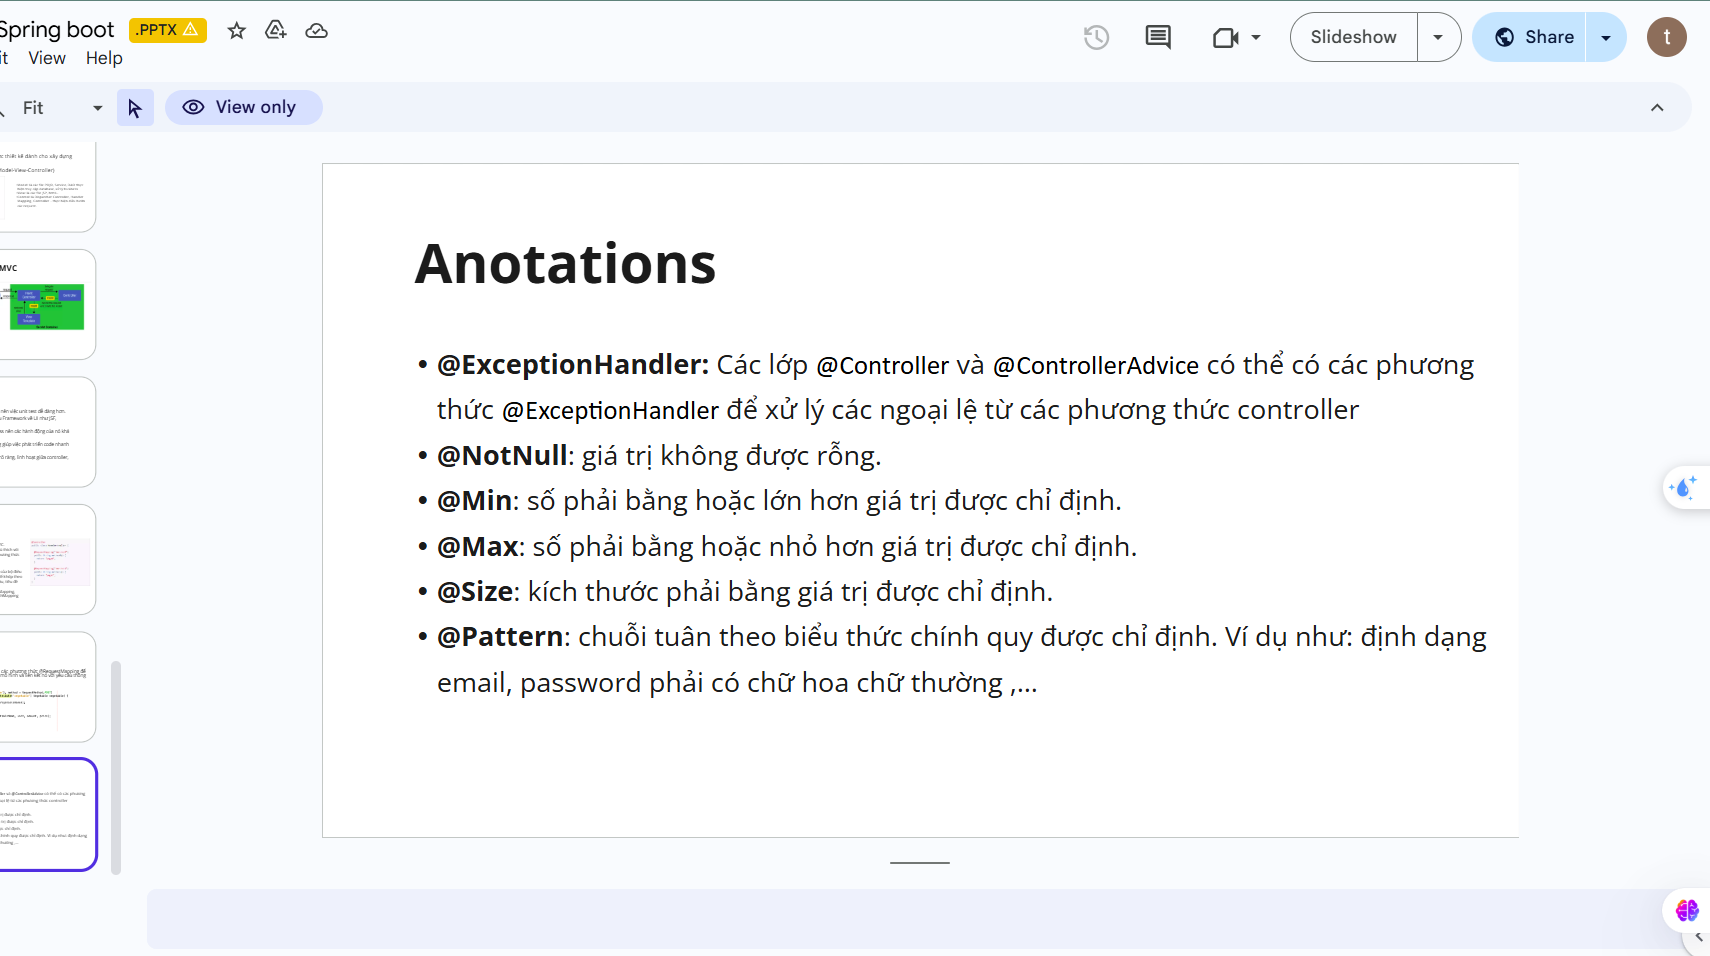 Spring boot
.PPTX
it View Help
Slideshow
Share
t
Fit
View only
MVC
Anotations
• @ExceptionHandler: Các lớp @Controller và @ControllerAdvice có thể có các phương
thức @ExceptionHandler để xử lý các ngoại lệ từ các phương thức controller
• @NotNull: giá trị không được rỗng.
• @Min: số phải bằng hoặc lớn hơn giá trị được chỉ định.
• @Max: số phải bằng hoặc nhỏ hơn giá trị được chỉ định.
• @Size: kích thước phải bằng giá trị được chỉ định.
• @Pattern: chuỗi tuân theo biểu thức chính quy được chỉ định. Ví dụ như: định dạng
email, password phải có chữ hoa chữ thường ,...